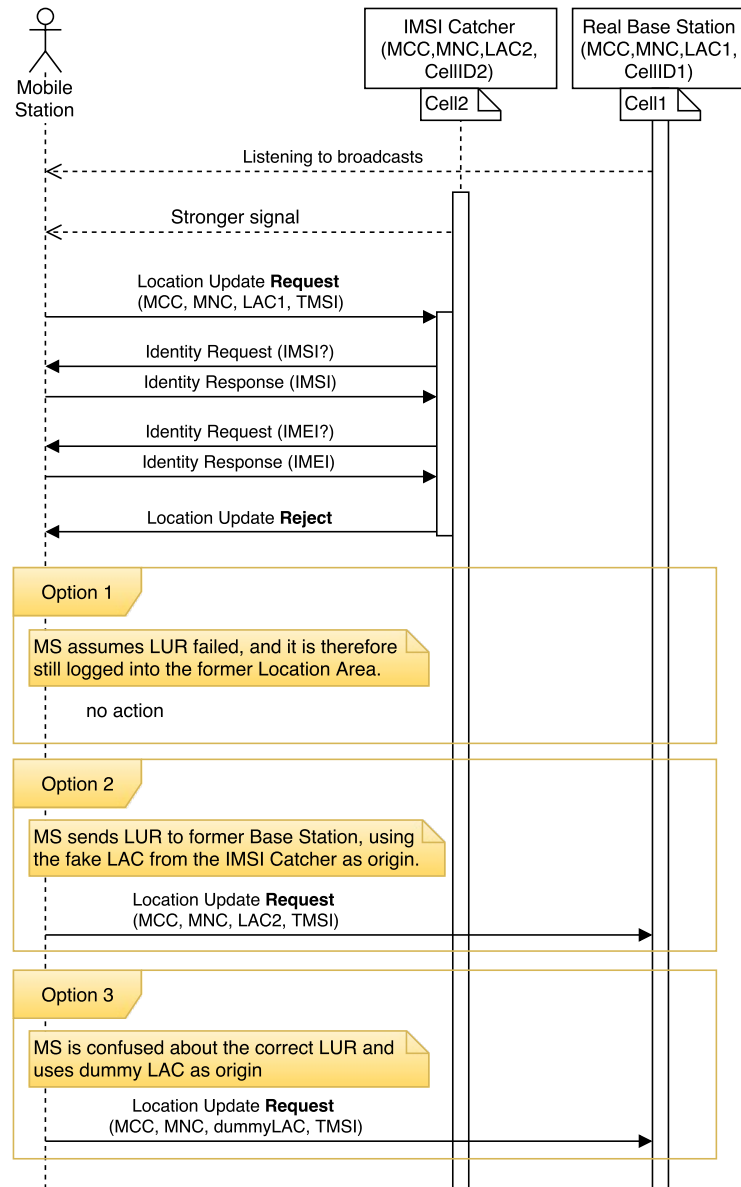 Mobile
Station
IMSI Catcher
(MCC,MNC,LAC2,
CellID2)
Cell2
Real Base Station
(MCC,MNC,LAC1,
CellID1)
Cell1
Listening to broadcasts
Stronger signal
Location Update Request
(MCC, MNC, LAC1, TMSI)
Identity Request (IMSI?)
Identity Response (IMSI)
Identity Request (IMEI?)
Identity Response (IMEI)
Location Update Reject
Option 1
MS assumes LUR failed, and it is therefore
still logged into the former Location Area.
no action
Option 2
MS sends LUR to former Base Station, using
the fake LAC from the IMSI Catcher as origin.
Location Update Request
(MCC, MNC, LAC2, TMSI)
Option 3
MS is confused about the correct LUR and
uses dummy LAC as origin
Location Update Request
(MCC, MNC, dummyLAC, TMSI)